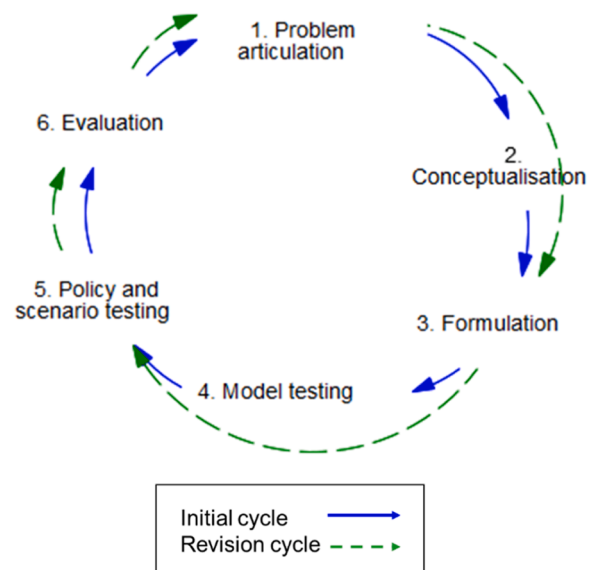 1. Problem
articulation
2.
Conceptualisation
3. Formulation
4. Model testing
5. Policy and
scenario testing
6. Evaluation
Initial cycle
Revision cycle